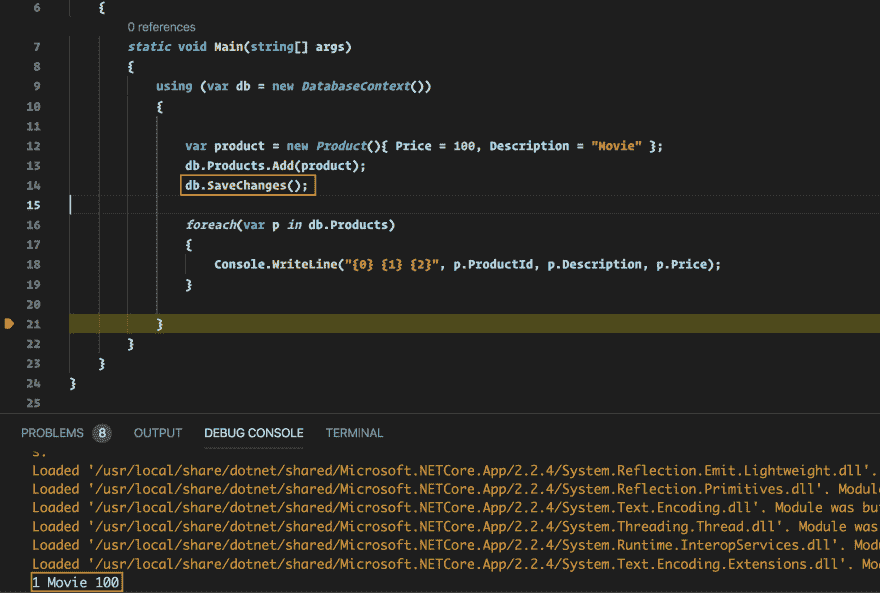 6 {
0 references
7 static void Main(string[] args)
8 {
9 using (var db = new DatabaseContext())
10 {
11
12 var product = new Product(){ Price = 100, Description = "Movie" };
13 db.Products.Add(product);
14 db.SaveChanges();
15
16 foreach(var p in db.Products)
17 {
18 Console.WriteLine("{0} {1} {2}", p.ProductId, p.Description, p.Price);
19 }
20
21 }
22 }
23 }
24 }
25
PROBLEMS 8 OUTPUT DEBUG CONSOLE TERMINAL
s.
Loaded '/usr/local/share/dotnet/shared/Microsoft.NETCore.App/2.2.4/System.Reflection.Emit.Lightweight.dll'.
Loaded '/usr/local/share/dotnet/shared/Microsoft.NETCore.App/2.2.4/System.Reflection.Primitives.dll'. Modul
Loaded '/usr/local/share/dotnet/shared/Microsoft.NETCore.App/2.2.4/System.Text.Encoding.dll'. Module was bu
Loaded '/usr/local/share/dotnet/shared/Microsoft.NETCore.App/2.2.4/System.Threading.Thread.dll'. Module was
Loaded '/usr/local/share/dotnet/shared/Microsoft.NETCore.App/2.2.4/System.Runtime.InteropServices.dll'. Mod
Loaded '/usr/local/share/dotnet/shared/Microsoft.NETCore.App/2.2.4/System.Text.Encoding.Extensions.dll'. Mo
1 Movie 100